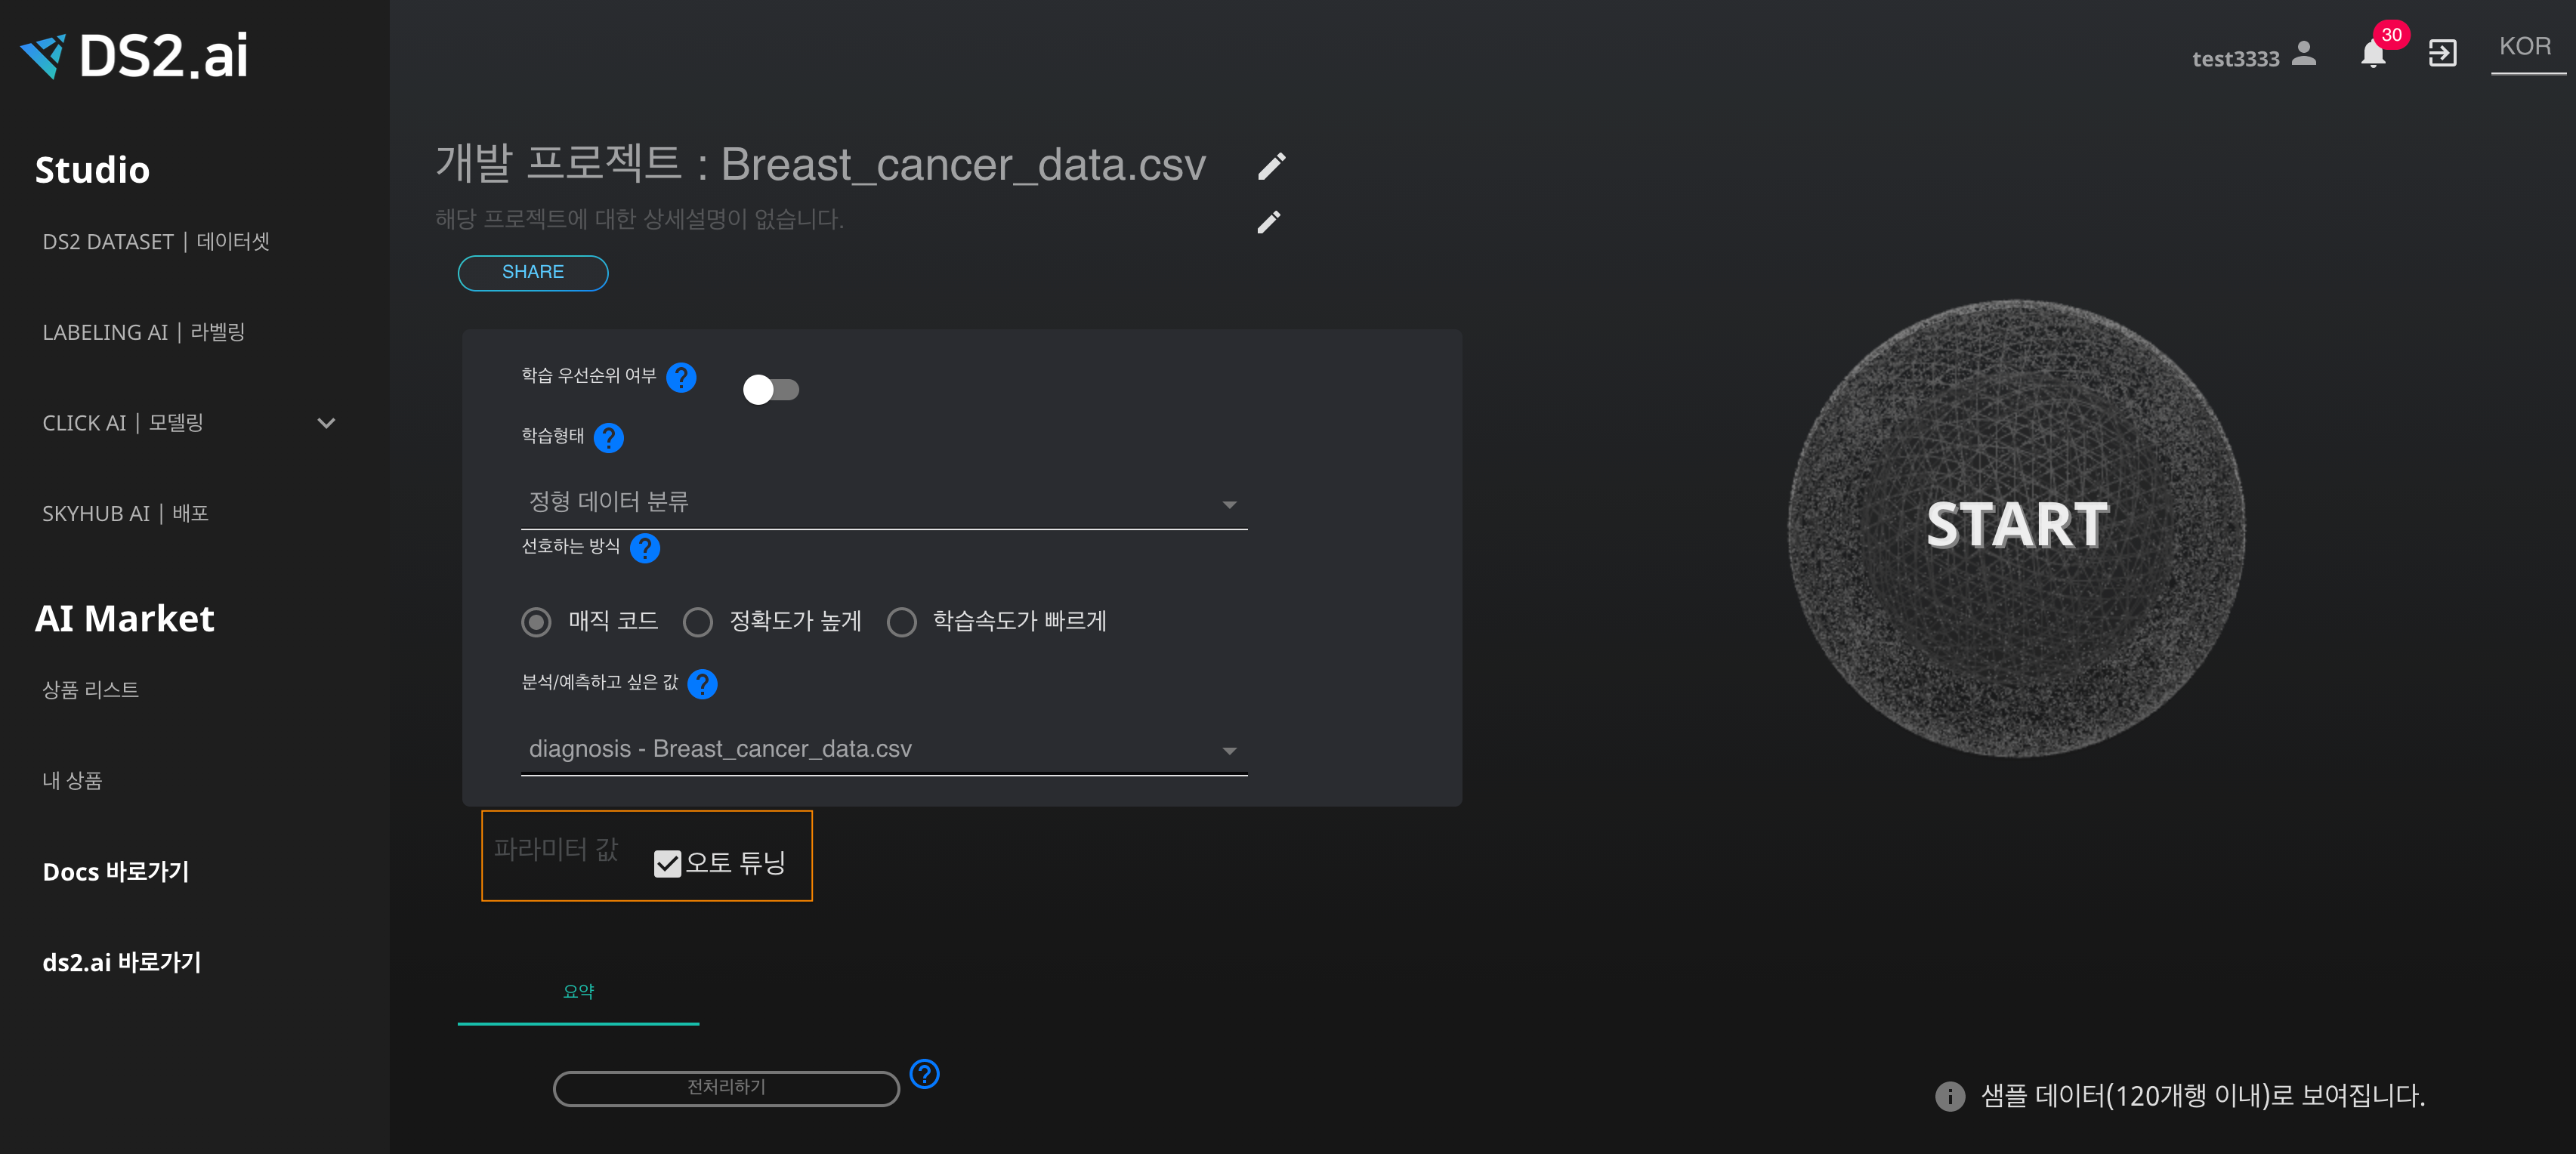 DS2.ai
test3333
30
KOR
Studio
DS2 DATASET | 데이터셋
LABELING AI | 라벨링
CLICK AI | 모델링
SKYHUB AI | 배포
AI Market
상품 리스트
내 상품
Docs 바로가기
ds2.ai 바로가기
개발 프로젝트 : Breast_cancer_data.csv
해당 프로젝트에 대한 상세설명이 없습니다.
SHARE
학습 우선순위 여부 ?
학습형태 ?
정형 데이터 분류
선호하는 방식 ?
매직 코드 정확도가 높게 학습속도가 빠르게
분석/예측하고 싶은 값 ?
diagnosis - Breast_cancer_data.csv
파라미터 값 오토 튜닝
START
요약
전처리하기 ?
샘플 데이터(120개행 이내)로 보여집니다.